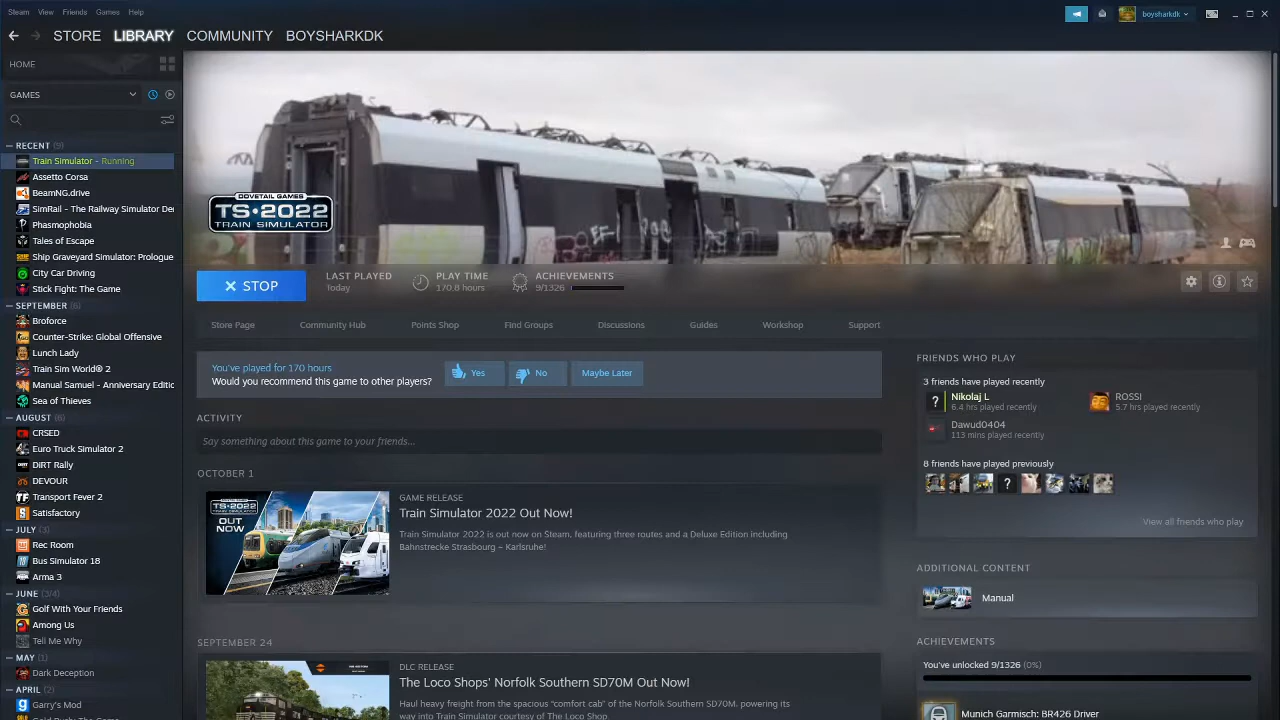 Steam View Friends Games Help
boysharkdk
STORE LIBRARY COMMUNITY BOYSHARKDK
HOME
GAMES
RECENT (9)
Train Simulator - Running
Assetto Corsa
BeamNG.drive
SimRail - The Railway Simulator De
Phasmophobia
Tales of Escape
Ship Graveyard Simulator: Prologue
City Car Driving
Stick Fight: The Game
SEPTEMBER (6)
Broforce
Counter-Strike: Global Offensive
Lunch Lady
Train Sim World® 2
Manual Samuel - Anniversary Editic
Sea of Thieves
AUGUST (6)
CRSED
Euro Truck Simulator 2
DiRT Rally
DEVOUR
Transport Fever 2
Satisfactory
JULY (3)
Rec Room
Bus Simulator 18
Arma 3
JUNE (3/4)
Golf With Your Friends
Among Us
Tell Me Why
MAY (1)
Dark Deception
APRIL (2)
Garry's Mod
DOVETAIL GAMES
TS·2022
TRAIN SIMULATOR
STOP
LAST PLAYED
Today
PLAY TIME
170.8 hours
ACHIEVEMENTS
9/1326
Store Page Community Hub Points Shop Find Groups Discussions Guides Workshop Support
You've played for 170 hours
Would you recommend this game to other players?
Yes No Maybe Later
ACTIVITY
Say something about this game to your friends...
OCTOBER 1
DOVETAIL GAMES
TS·2022
TRAIN SIMULATOR
OUT
NOW
GAME RELEASE
Train Simulator 2022 Out Now!
Train Simulator 2022 is out now on Steam, featuring three routes and a Deluxe Edition including
Bahnstrecke Strasbourg – Karlsruhe!
SEPTEMBER 24
DLC RELEASE
The Loco Shops' Norfolk Southern SD70M Out Now!
Haul heavy freight from the spacious “comfort cab” of the Norfolk Southern SD70M, powering its
way into Train Simulator courtesy of The Loco Shop.
FRIENDS WHO PLAY
3 friends have played recently
Nikolaj L
6.4 hrs played recently
ROSSI
5.7 hrs played recently
Dawud0404
113 mins played recently
8 friends have played previously
View all friends who play
ADDITIONAL CONTENT
Manual
ACHIEVEMENTS
You've unlocked 9/1326 (0%)
Munich Garmisch: BR426 Driver